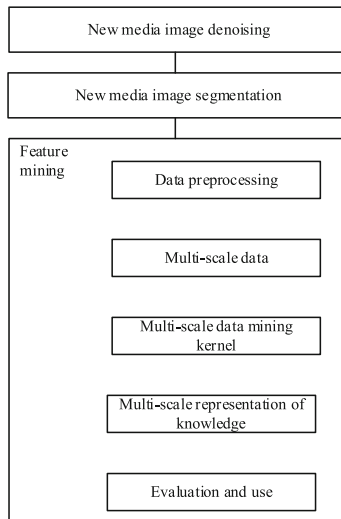 New media image denoising
New media image segmentation
Feature
mining
Data preprocessing
Multi-scale data
Multi-scale data mining
kernel
Multi-scale representation of
knowledge
Evaluation and use